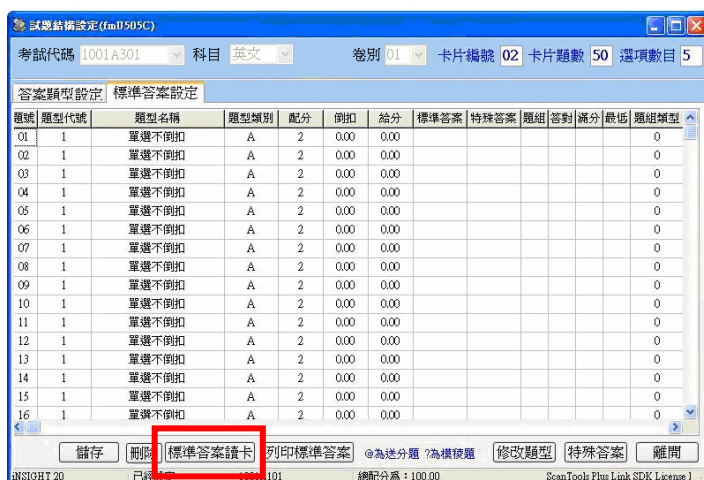 試題結構設定(fmU505C)
考試代碼 1001A301 科目 英文 卷別 01 卡片編號 02 卡片題數 50 選項數目 5
答案類型設定 標準答案設定
題號 題型代號 題型名稱 題型類別 配分 倒扣 給分 標準答案 特殊答案 題組 答對 滿分 最低 題組類型
01 1 單選不倒扣 A 2 0.00 0.00 0
02 1 單選不倒扣 A 2 0.00 0.00 0
03 1 單選不倒扣 A 2 0.00 0.00 0
04 1 單選不倒扣 A 2 0.00 0.00 0
05 1 單選不倒扣 A 2 0.00 0.00 0
06 1 單選不倒扣 A 2 0.00 0.00 0
07 1 單選不倒扣 A 2 0.00 0.00 0
08 1 單選不倒扣 A 2 0.00 0.00 0
09 1 單選不倒扣 A 2 0.00 0.00 0
10 1 單選不倒扣 A 2 0.00 0.00 0
11 1 單選不倒扣 A 2 0.00 0.00 0
12 1 單選不倒扣 A 2 0.00 0.00 0
13 1 單選不倒扣 A 2 0.00 0.00 0
14 1 單選不倒扣 A 2 0.00 0.00 0
15 1 單選不倒扣 A 2 0.00 0.00 0
16 1 單選不倒扣 A 2 0.00 0.00 0
儲存 刪除 標準答案讀卡 列印標準答案 @為送分題 ?為模稜題 修改題型 特殊答案 離開
iNSIGHT 20 總配分為：100.00 ScanTools Plus Link SDK License